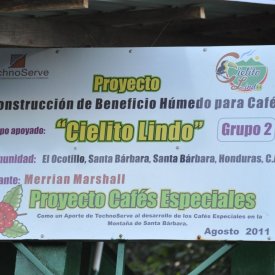 TechnoServe
Cielito Lindo
Proyecto
onstrucción de Beneficio Húmedo para Café
po apoyado: "Cielito Lindo" Grupo 2
munidad: El Ocotillo, Santa Bárbara, Santa Bárbara, Honduras, C.A
ante: Merrian Marshall
Proyecto Cafés Especiales
Como un Aporte de TechnoServe al desarrollo de los Cafés Especiales en la
Montaña de Santa Bárbara.
Agosto 2011